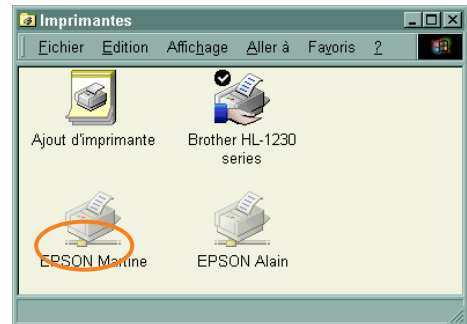 Imprimantes
Fichier Edition Affichage Aller à Favoris ?
Ajout d'imprimante
Brother HL-1230
series
EPSON Martine
EPSON Alain